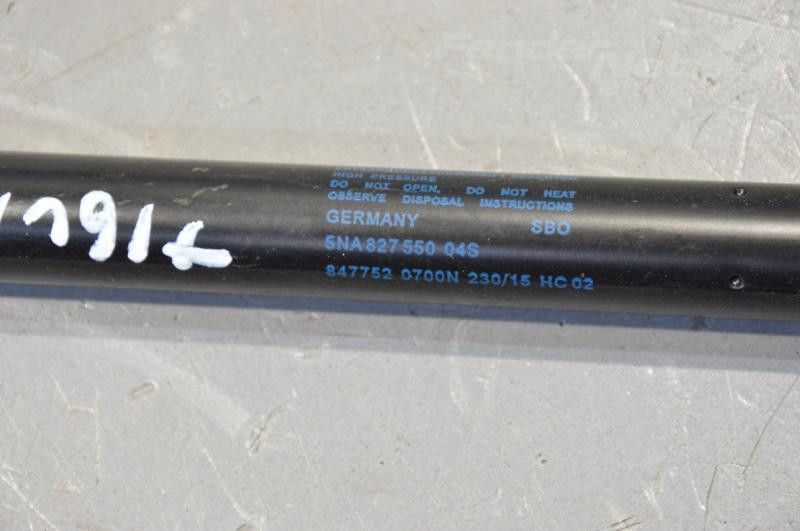 HIGH PRESSURE
DO NOT OPEN. DO NOT HEAT
OBSERVE DISPOSAL INSTRUCTIONS
GERMANY SBO
5NA 827 550 04S
847752 0700N 230/15 HC 02